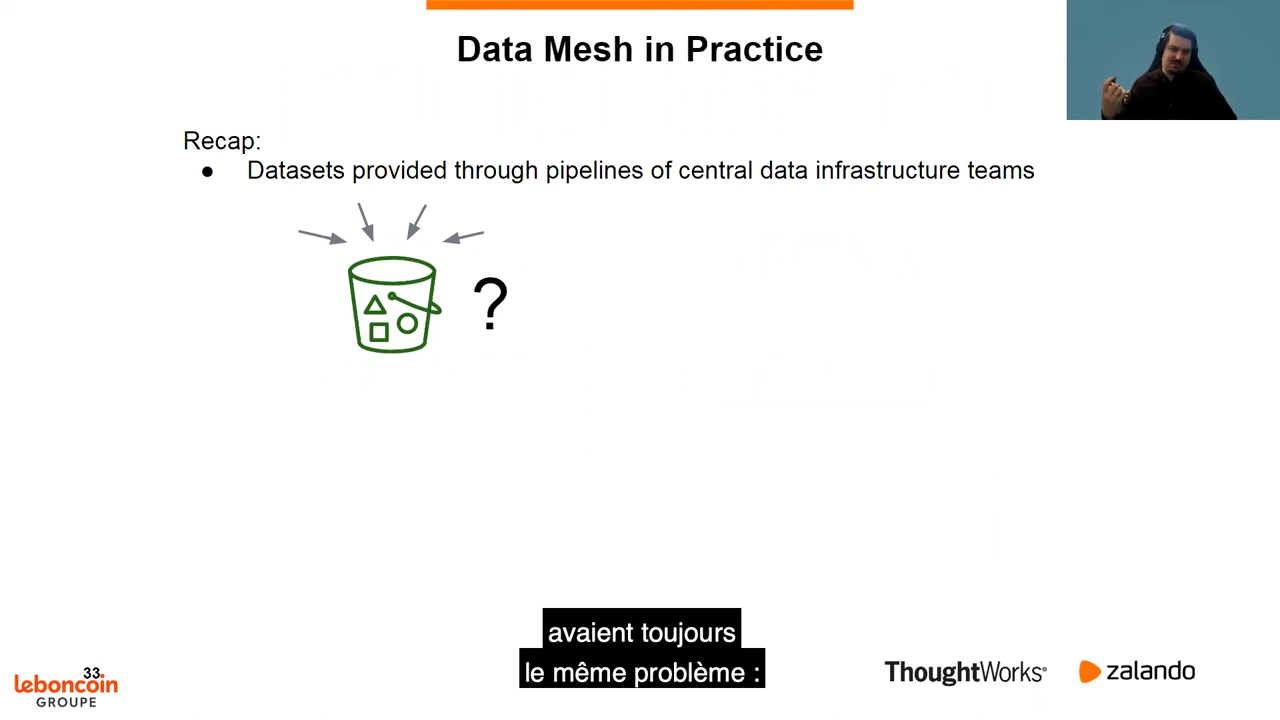 Data Mesh in Practice
Recap:
● Datasets provided through pipelines of central data infrastructure teams
?
avaient toujours
le même problème :
33
leboncoin
GROUPE
ThoughtWorks®
zalando